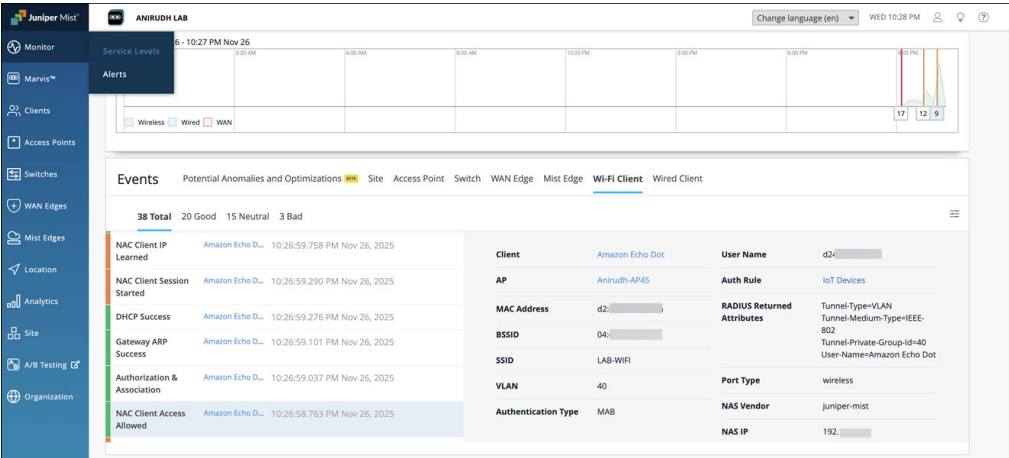 Juniper Mist™
ANIRUDH LAB
Change language (en)
WED 10:28 PM
Monitor
Marvis™
Clients
Access Points
Switches
WAN Edges
Mist Edges
Location
Analytics
Site
A/B Testing
Organization
Service Levels
Alerts
6 - 10:27 PM Nov 26
3:00 AM 6:00 AM 9:00 AM 12:00 PM 3:00 PM 6:00 PM 9:00 PM
17 12 9
Wireless Wired WAN
Events
Potential Anomalies and Optimizations BETA Site Access Point Switch WAN Edge Mist Edge Wi-Fi Client Wired Client
38 Total 20 Good 15 Neutral 3 Bad
NAC Client IP
Learned
Amazon Echo D... 10:26:59.758 PM Nov 26, 2025
NAC Client Session
Started
Amazon Echo D... 10:26:59.290 PM Nov 26, 2025
DHCP Success
Amazon Echo D... 10:26:59.276 PM Nov 26, 2025
Gateway ARP
Success
Amazon Echo D... 10:26:59.101 PM Nov 26, 2025
Authorization &
Association
Amazon Echo D... 10:26:59.037 PM Nov 26, 2025
NAC Client Access
Allowed
Amazon Echo D... 10:26:58.763 PM Nov 26, 2025
Client Amazon Echo Dot
AP Anirudh-AP45
MAC Address d2:
BSSID 04:
SSID LAB-WIFI
VLAN 40
Authentication Type MAB
User Name d24
Auth Rule IoT Devices
RADIUS Returned
Attributes
Tunnel-Type=VLAN
Tunnel-Medium-Type=IEEE-
802
Tunnel-Private-Group-Id=40
User-Name=Amazon Echo Dot
Port Type wireless
NAS Vendor juniper-mist
NAS IP 192.